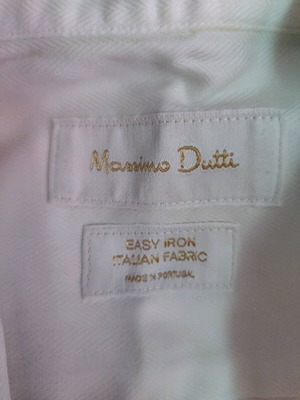 Massimo Dutti
EASY IRON
ITALIAN FABRIC
MADE IN PORTUGAL